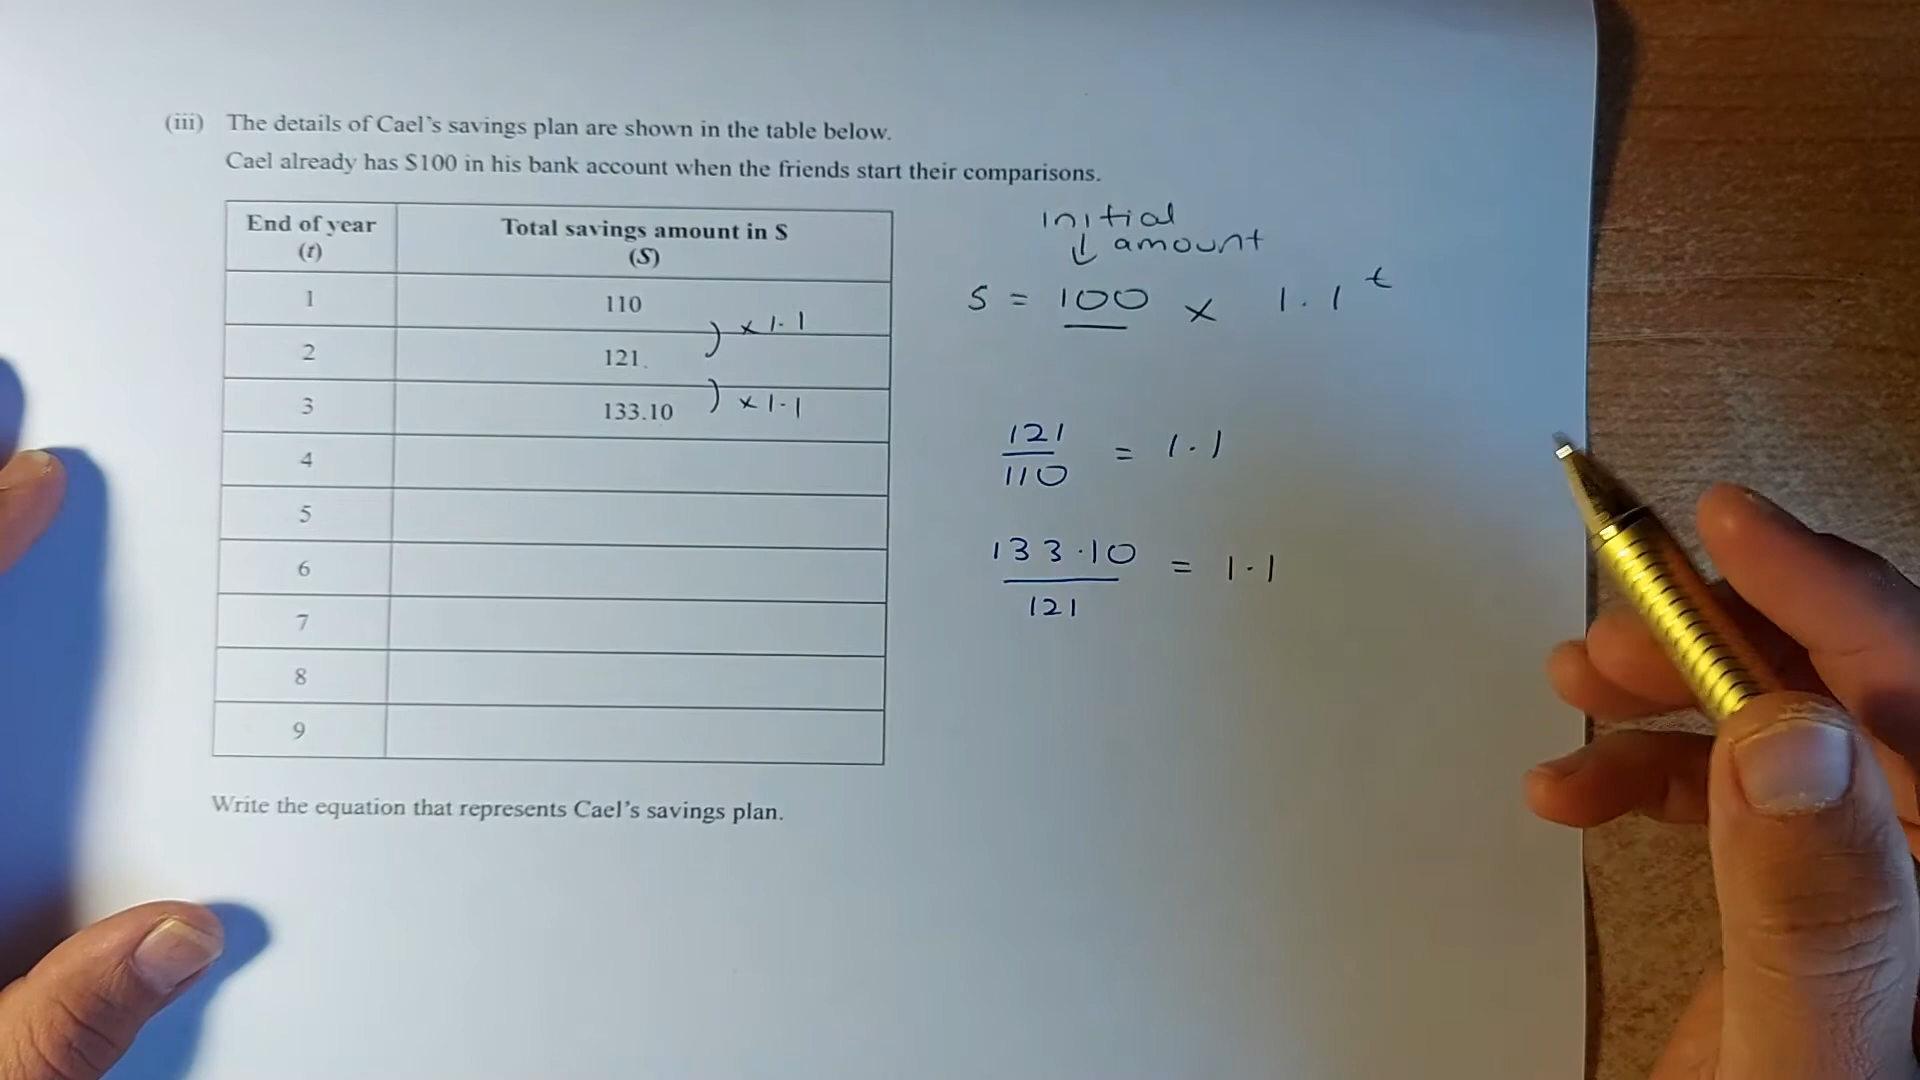 (iii) The details of Cael's savings plan are shown in the table below.
Cael already has $100 in his bank account when the friends start their comparisons.
End of year
(t)
Total savings amount in $
(S)
1 110
2 121
3 133.10
4
5
6
7
8
9
× 1.1
× 1.1
initial
↓ amount
S = 100 × 1.1^t
121
110
= 1.1
133.10
121
= 1.1
Write the equation that represents Cael's savings plan.